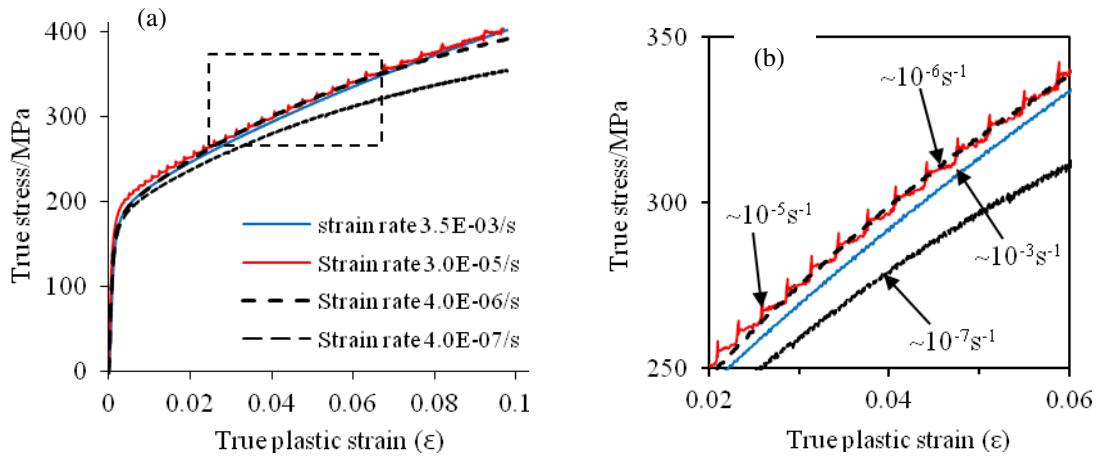 (a)
400
300
200
100
0
True stress/MPa
0
0.02
0.04
0.06
0.08
0.1
True plastic strain (ε)
strain rate 3.5E-03/s
Strain rate 3.0E-05/s
Strain rate 4.0E-06/s
Strain rate 4.0E-07/s
(b)
350
300
250
True stress/MPa
0.02
0.04
0.06
True plastic strain (ε)
~10⁻⁶s⁻¹
~10⁻⁵s⁻¹
~10⁻³s⁻¹
~10⁻⁷s⁻¹